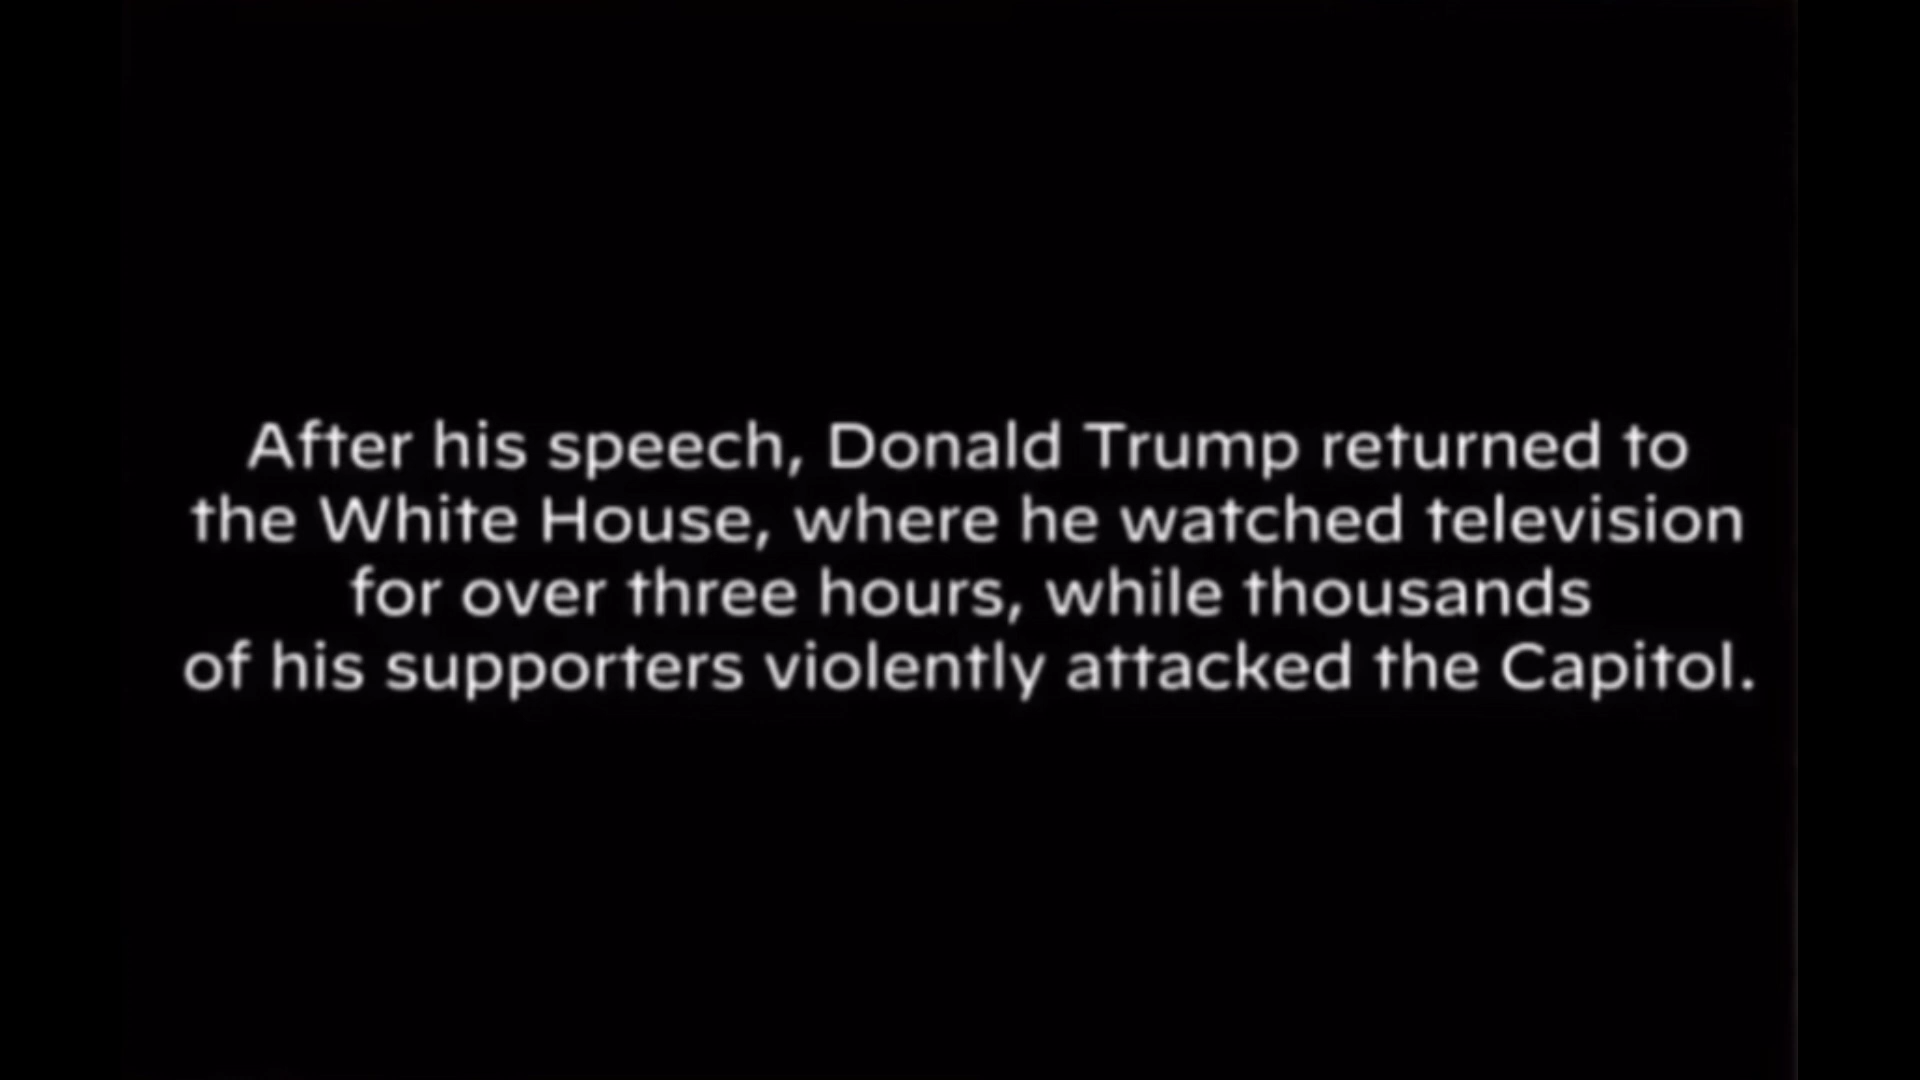 After his speech, Donald Trump returned to
the White House, where he watched television
for over three hours, while thousands
of his supporters violently attacked the Capitol.